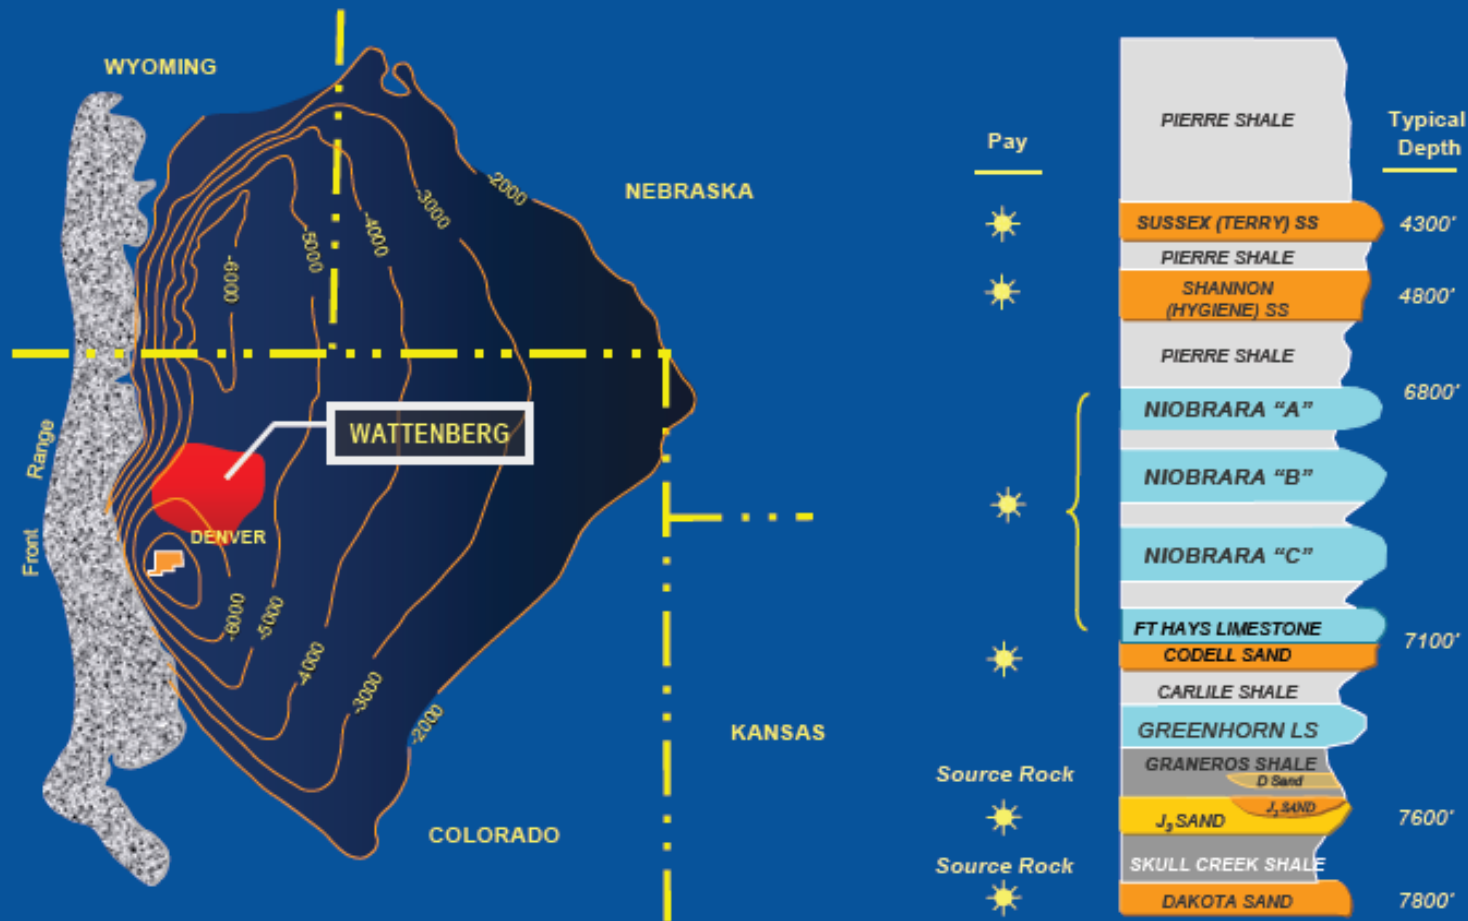 WYOMING
NEBRASKA
-2000
-3000
-4000
-5000
-6000
WATTENBERG
Front Range
DENVER
-6000
-5000
-4000
-3000
-2000
KANSAS
COLORADO
Pay
Source Rock
Source Rock
PIERRE SHALE
SUSSEX (TERRY) SS
PIERRE SHALE
SHANNON
(HYGIENE) SS
PIERRE SHALE
NIOBRARA “A”
NIOBRARA “B”
NIOBRARA “C”
FT HAYS LIMESTONE
CODELL SAND
CARLILE SHALE
GREENHORN LS
GRANEROS SHALE
D Sand
J₃ SAND
SKULL CREEK SHALE
DAKOTA SAND
Typical
Depth
4300'
4800'
6800'
7100'
7600'
7800'